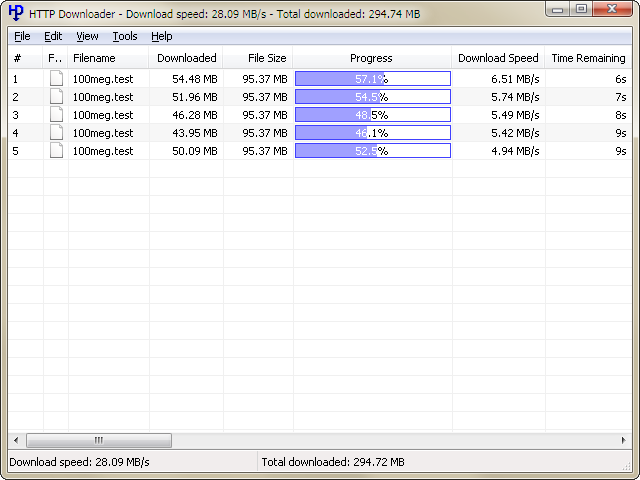 HTTP Downloader - Download speed: 28.09 MB/s - Total downloaded: 294.74 MB
File Edit View Tools Help
# F.. Filename Downloaded File Size Progress Download Speed Time Remaining
1 100meg.test 54.48 MB 95.37 MB 57.1% 6.51 MB/s 6s
2 100meg.test 51.96 MB 95.37 MB 54.5% 5.74 MB/s 7s
3 100meg.test 46.28 MB 95.37 MB 48.5% 5.49 MB/s 8s
4 100meg.test 43.95 MB 95.37 MB 46.1% 5.42 MB/s 9s
5 100meg.test 50.09 MB 95.37 MB 52.5% 4.94 MB/s 9s
Download speed: 28.09 MB/s Total downloaded: 294.72 MB